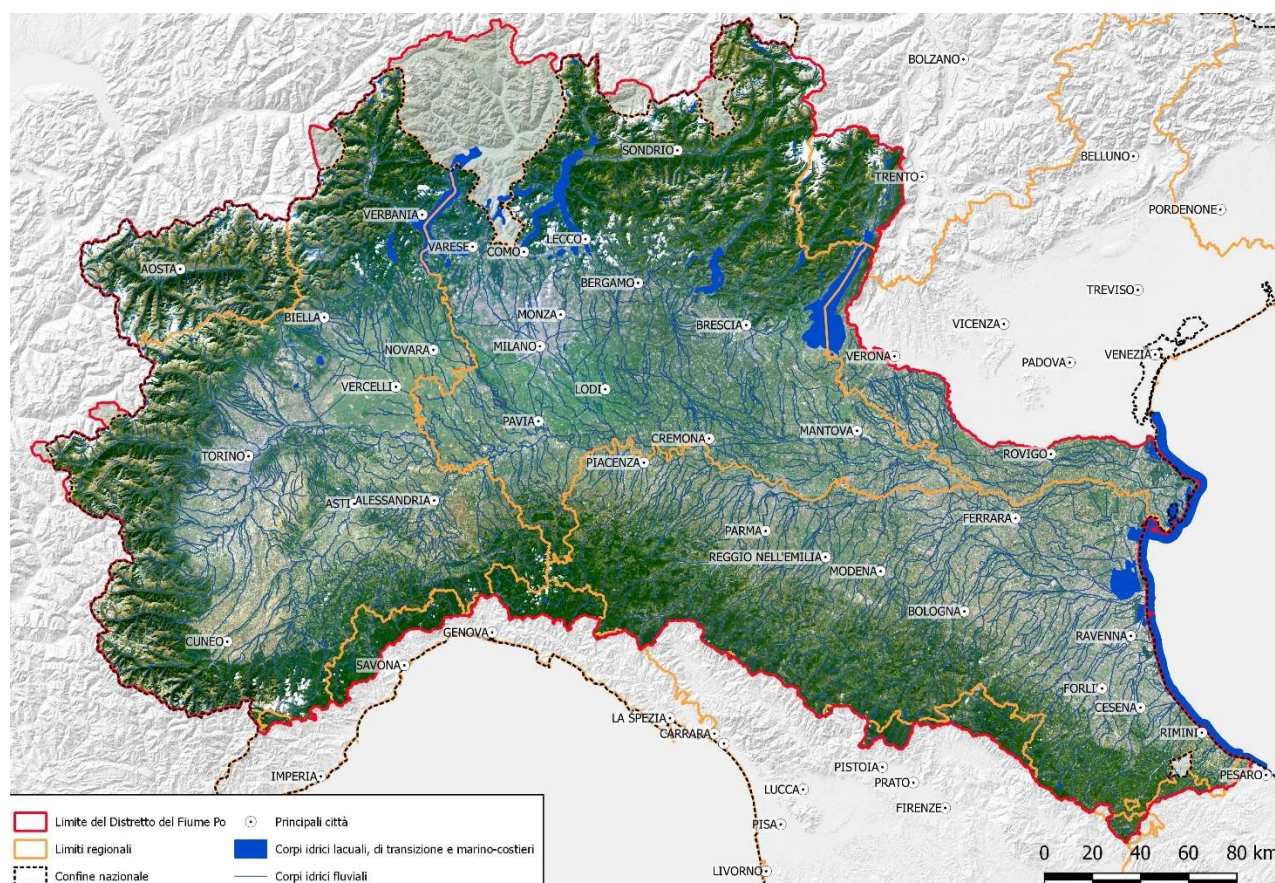 BOLZANO
BELLUNO
SONDRIO
TRENTO
PORDENONE
VERBANIA
VARESE
COMO
LECCO
AOSTA
BERGAMO
TREVISO
BIELLA
MONZA
BRESCIA
VICENZA
NOVARA
MILANO
VERONA
PADOVA
VENEZIA
VERCELLI
LODI
PAVIA
CREMONA
MANTOVA
TORINO
PIACENZA
ROVIGO
ASTI
ALESSANDRIA
FERRARA
PARMA
REGGIO NELL'EMILIA
MODENA
BOLOGNA
CUNEO
GENOVA
RAVENNA
SAVONA
FORLI'
CESENA
LA SPEZIA
CARRARA
RIMINI
IMPERIA
PISTOIA
PESARO
LUCCA
PRATO
FIRENZE
PISA
LIVORNO
Limite del Distretto del Fiume Po
Principali città
Limiti regionali
Corpi idrici lacuali, di transizione e marino-costieri
Confine nazionale
Corpi idrici fluviali
0 20 40 60 80 km